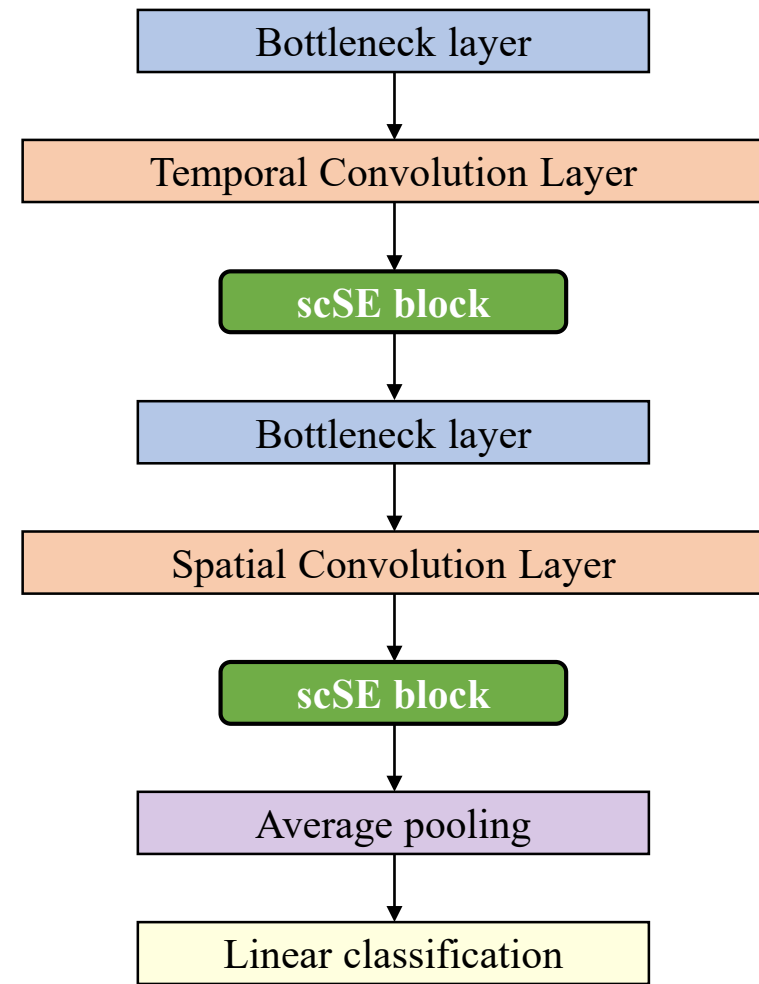 Bottleneck layer
Temporal Convolution Layer
scSE block
Bottleneck layer
Spatial Convolution Layer
scSE block
Average pooling
Linear classification